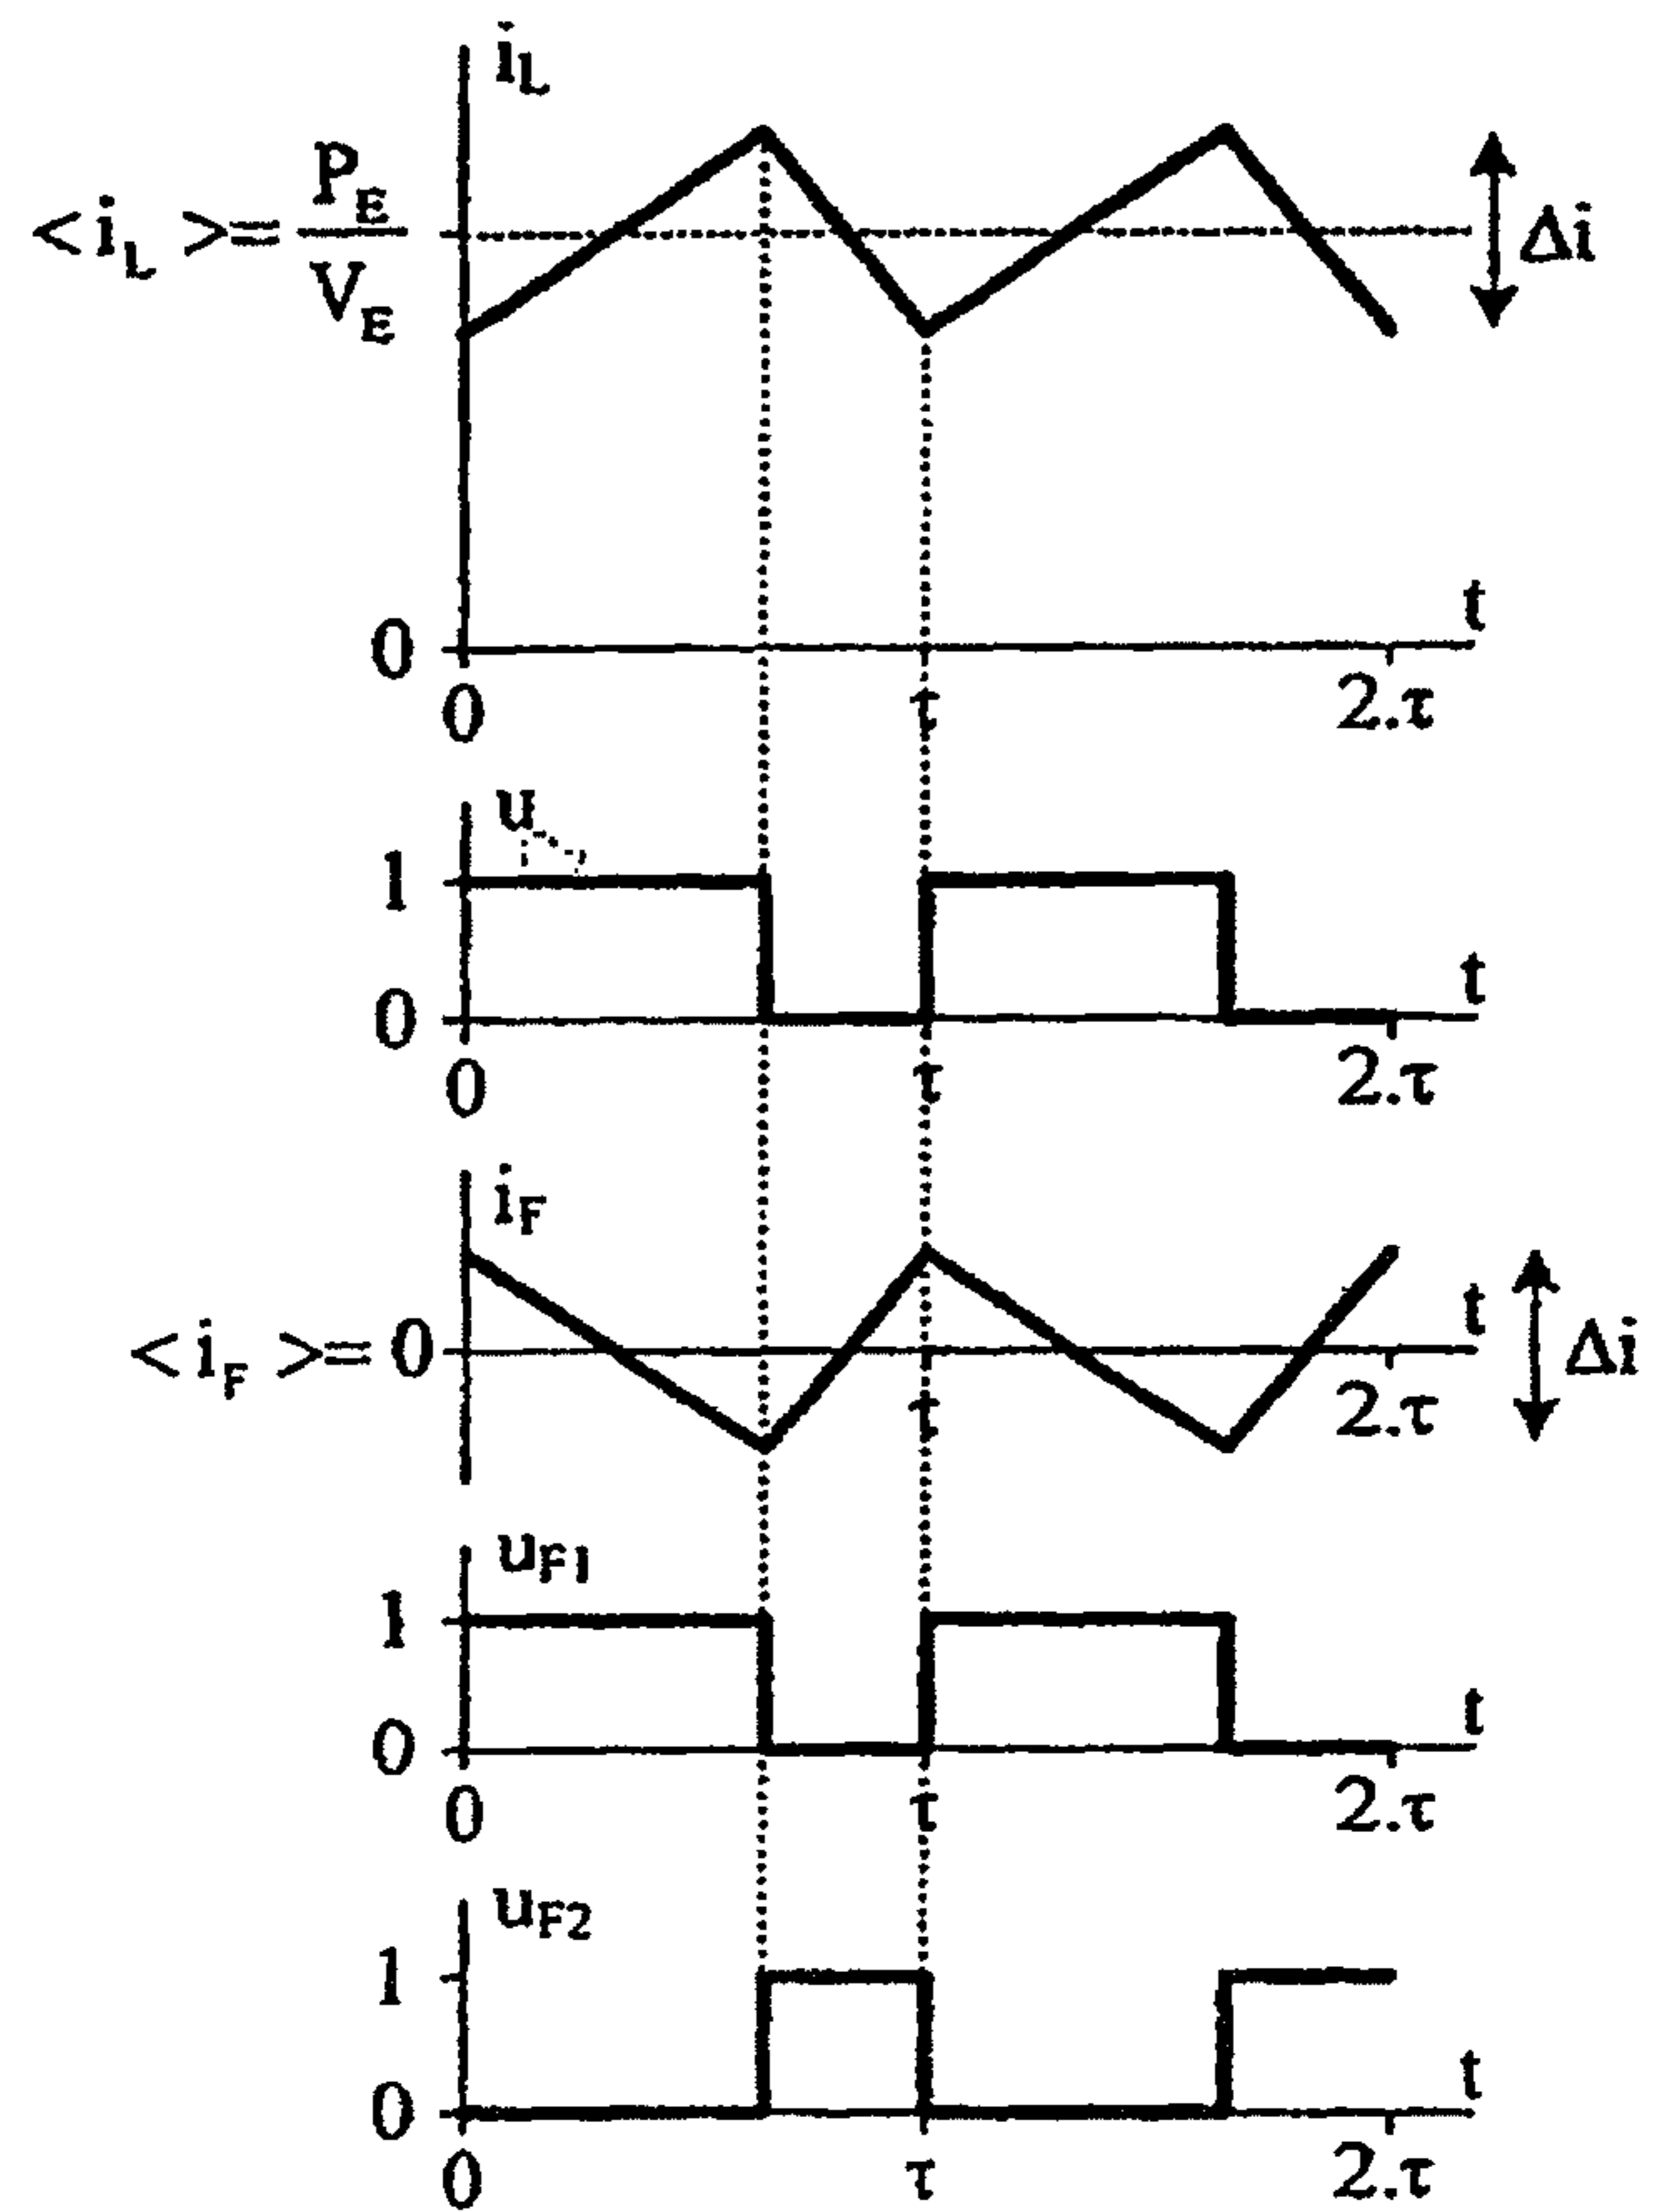 i_L
<i_L>= p_E/V_E
Δi
0
t
0 τ 2.τ
u
1
0
t
0 τ 2.τ
i_F
<i_F>=0
t
τ 2.τ
Δi
u_F1
1
0
t
0 τ 2.τ
u_F2
1
0
t
0 τ 2.τ